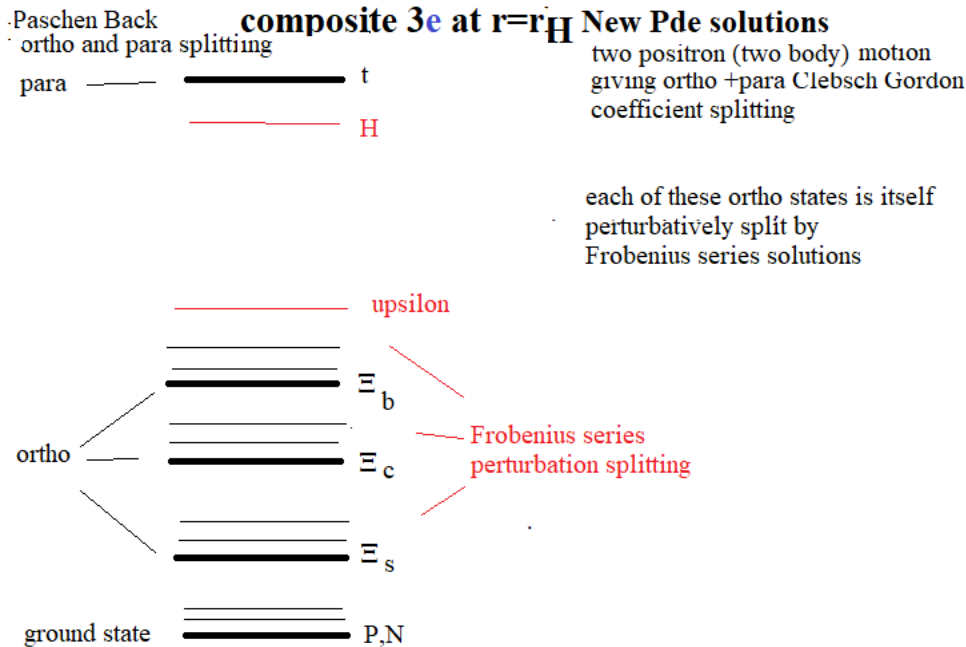 Paschen Back
ortho and para splittiing
composite 3e at r=rH New Pde solutions
two positron (two body) motion
giving ortho +para Clebsch Gordon
coefficient splitting
para
t
H
each of these ortho states is itself
perturbatively split by
Frobenius series solutions
upsilon
Ξb
ortho
Ξc
Frobenius series
perturbation splitting
Ξs
ground state
P,N